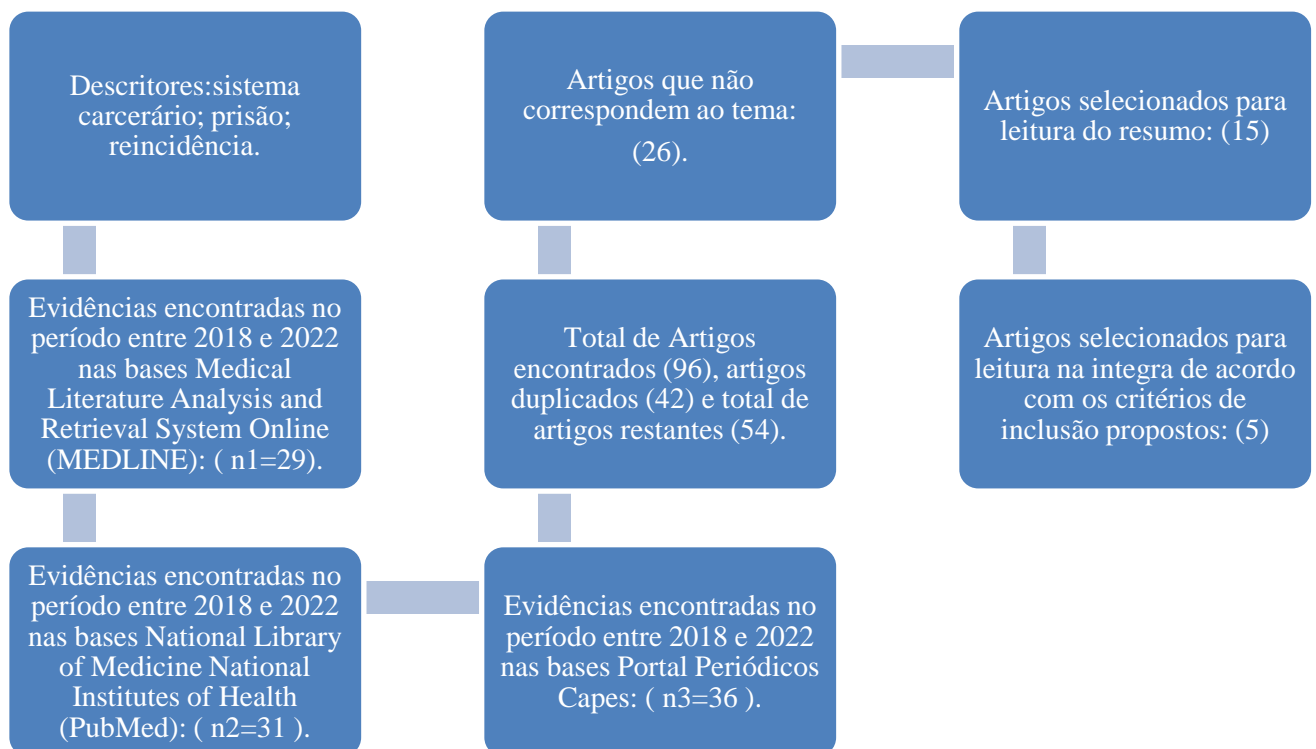 Descritores:sistema
carcerário; prisão;
reincidência.
Evidências encontradas no
período entre 2018 e 2022
nas bases Medical
Literature Analysis and
Retrieval System Online
(MEDLINE): ( n1=29).
Evidências encontradas no
período entre 2018 e 2022
nas bases National Library
of Medicine National
Institutes of Health
(PubMed): ( n2=31 ).
Evidências encontradas no
período entre 2018 e 2022
nas bases Portal Periódicos
Capes: ( n3=36 ).
Total de Artigos
encontrados (96), artigos
duplicados (42) e total de
artigos restantes (54).
Artigos que não
correspondem ao tema:
(26).
Artigos selecionados para
leitura do resumo: (15)
Artigos selecionados para
leitura na integra de acordo
com os critérios de
inclusão propostos: (5)